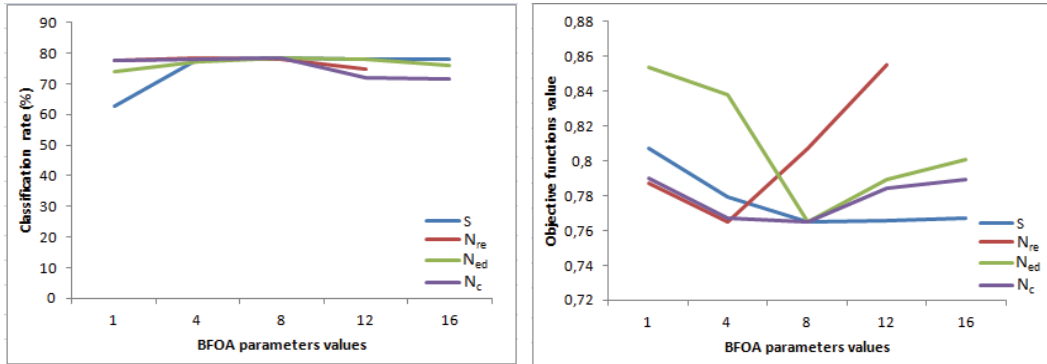 Classification rate (%)
90
80
70
60
50
40
30
20
10
0
1 4 8 12 16
BFOA parameters values
S
Nre
Ned
Nc
Objective functions value
0,88
0,86
0,84
0,82
0,8
0,78
0,76
0,74
0,72
1 4 8 12 16
BFOA parameters values
S
Nre
Ned
Nc